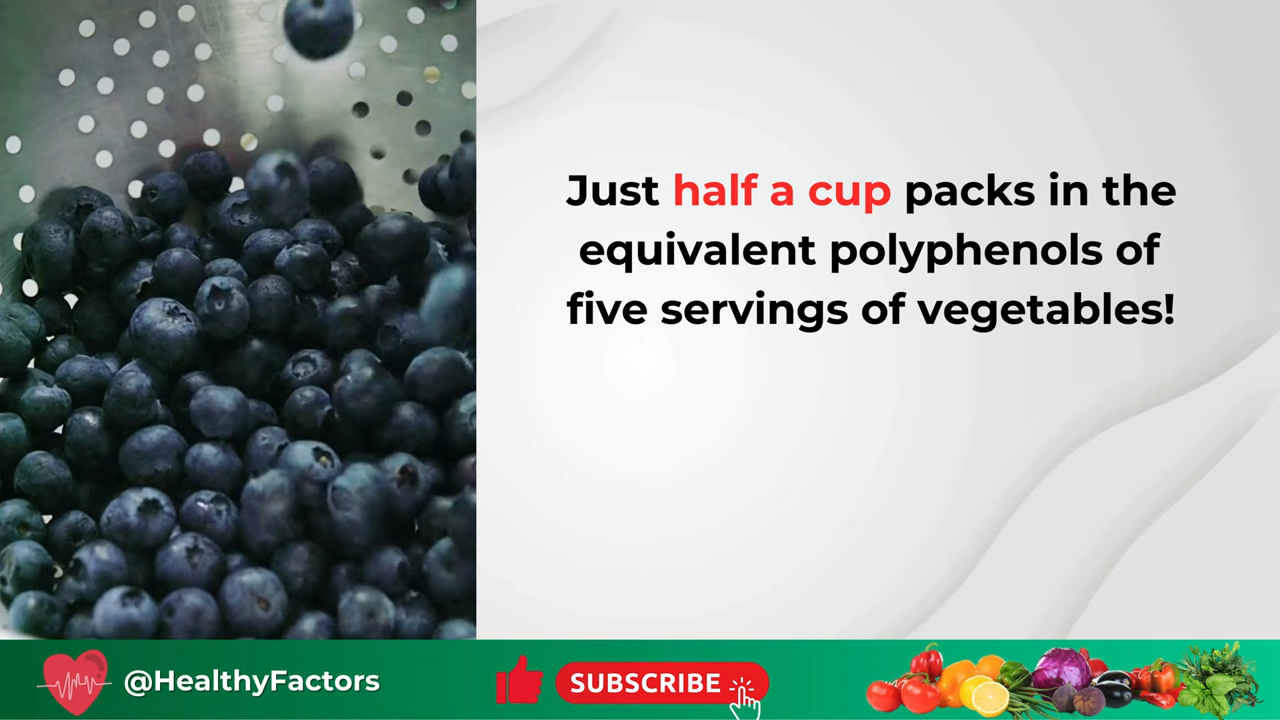 Just half a cup packs in the
equivalent polyphenols of
five servings of vegetables!
@HealthyFactors
SUBSCRIBE